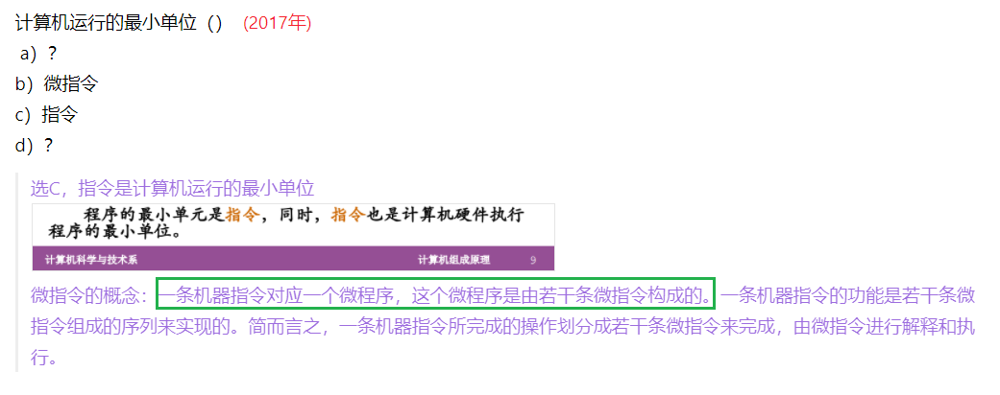 计算机运行的最小单位（） (2017年)
a）？
b）微指令
c）指令
d）？
选C，指令是计算机运行的最小单位
程序的最小单元是指令，同时，指令也是计算机硬件执行
程序的最小单位。
计算机科学与技术系 计算机组成原理 9
微指令的概念：一条机器指令对应一个微程序，这个微程序是由若干条微指令构成的。一条机器指令的功能是若干条微
指令组成的序列来实现的。简而言之，一条机器指令所完成的操作划分成若干条微指令来完成，由微指令进行解释和执
行。